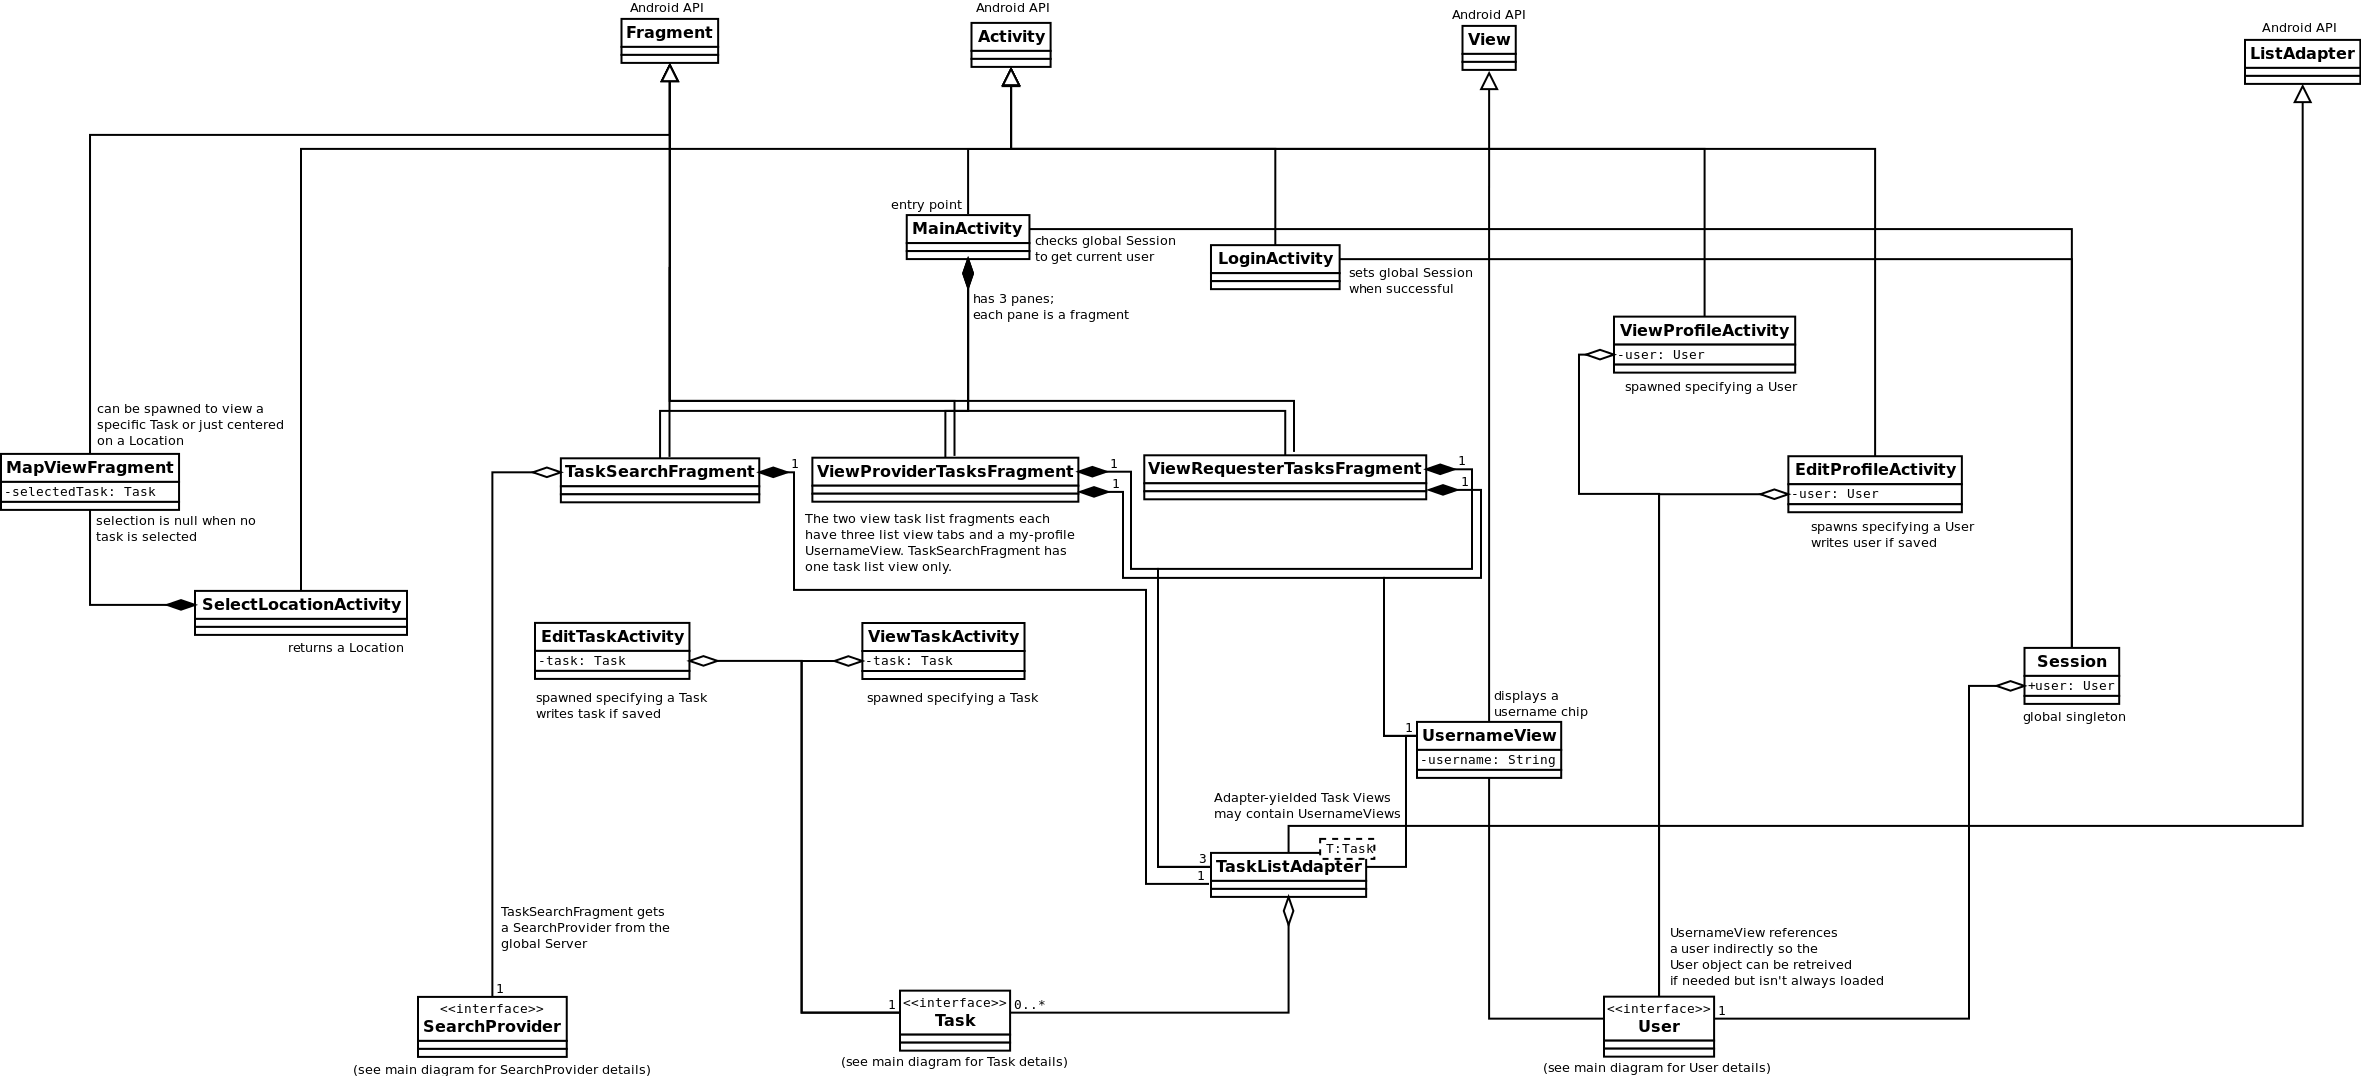 Android API
Fragment
Android API
Activity
Android API
View
Android API
ListAdapter
entry point
MainActivity
checks global Session
to get current user
LoginActivity
sets global Session
when successful
has 3 panes;
each pane is a fragment
ViewProfileActivity
-user: User
spawned specifying a User
can be spawned to view a
specific Task or just centered
on a Location
MapViewFragment
-selectedTask: Task
selection is null when no
task is selected
TaskSearchFragment
1
ViewProviderTasksFragment
1
1
ViewRequesterTasksFragment
1
1
EditProfileActivity
-user: User
spawns specifying a User
writes user if saved
The two view task list fragments each
have three list view tabs and a my-profile
UsernameView. TaskSearchFragment has
one task list view only.
SelectLocationActivity
returns a Location
EditTaskActivity
-task: Task
spawned specifying a Task
writes task if saved
ViewTaskActivity
-task: Task
spawned specifying a Task
Session
+user: User
global singleton
displays a
username chip
1
UsernameView
-username: String
Adapter-yielded Task Views
may contain UsernameViews
T:Task
3
1
TaskListAdapter
TaskSearchFragment gets
a SearchProvider from the
global Server
1
<<interface>>
SearchProvider
(see main diagram for SearchProvider details)
1
<<interface>>
Task
0..*
(see main diagram for Task details)
UsernameView references
a user indirectly so the
User object can be retreived
if needed but isn't always loaded
<<interface>>
User
1
(see main diagram for User details)